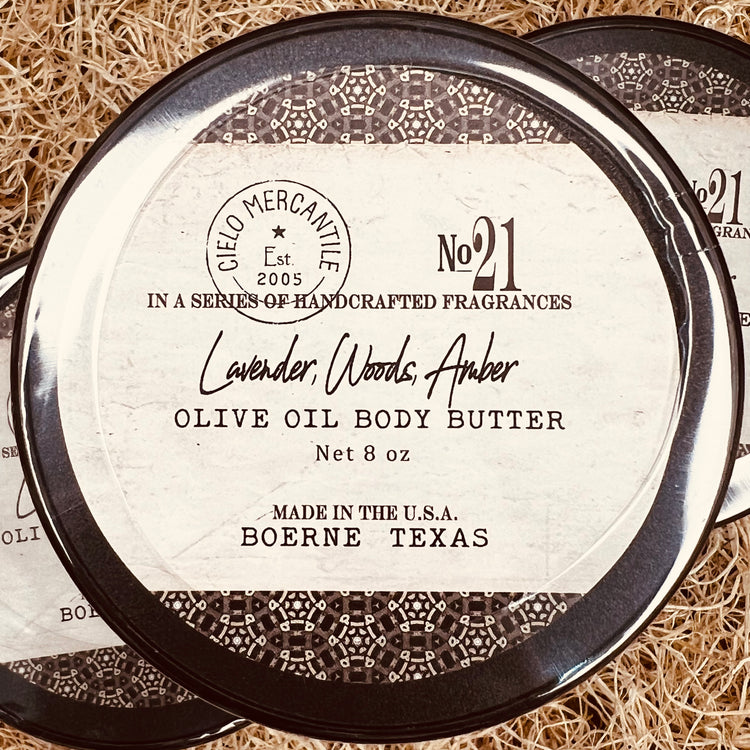 CIELO MERCANTILE
Est.
2005
No21
IN A SERIES OF HANDCRAFTED FRAGRANCES
Lavender, Woods, Amber
OLIVE OIL BODY BUTTER
Net 8 oz
MADE IN THE U.S.A.
BOERNE TEXAS
No21